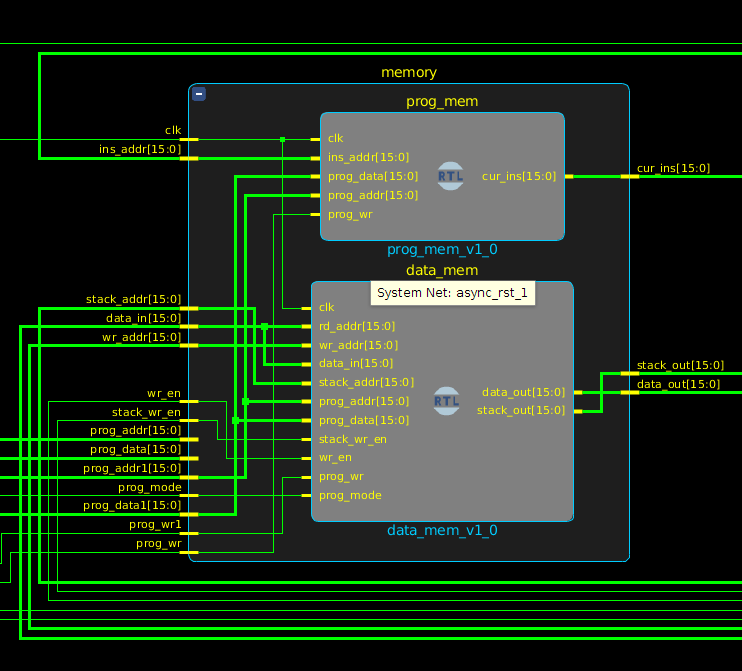 memory
prog_mem
clk
ins_addr[15:0]
clk
ins_addr[15:0]
prog_data[15:0]
prog_addr[15:0]
prog_wr
RTL
cur_ins[15:0]
cur_ins[15:0]
prog_mem_v1_0
data_mem
System Net: async_rst_1
stack_addr[15:0]
data_in[15:0]
wr_addr[15:0]
wr_en
stack_wr_en
prog_addr[15:0]
prog_data[15:0]
prog_addr1[15:0]
prog_mode
prog_data1[15:0]
prog_wr1
prog_wr
clk
rd_addr[15:0]
wr_addr[15:0]
data_in[15:0]
stack_addr[15:0]
prog_addr[15:0]
prog_data[15:0]
stack_wr_en
wr_en
prog_wr
prog_mode
RTL
data_out[15:0]
stack_out[15:0]
stack_out[15:0]
data_out[15:0]
data_mem_v1_0